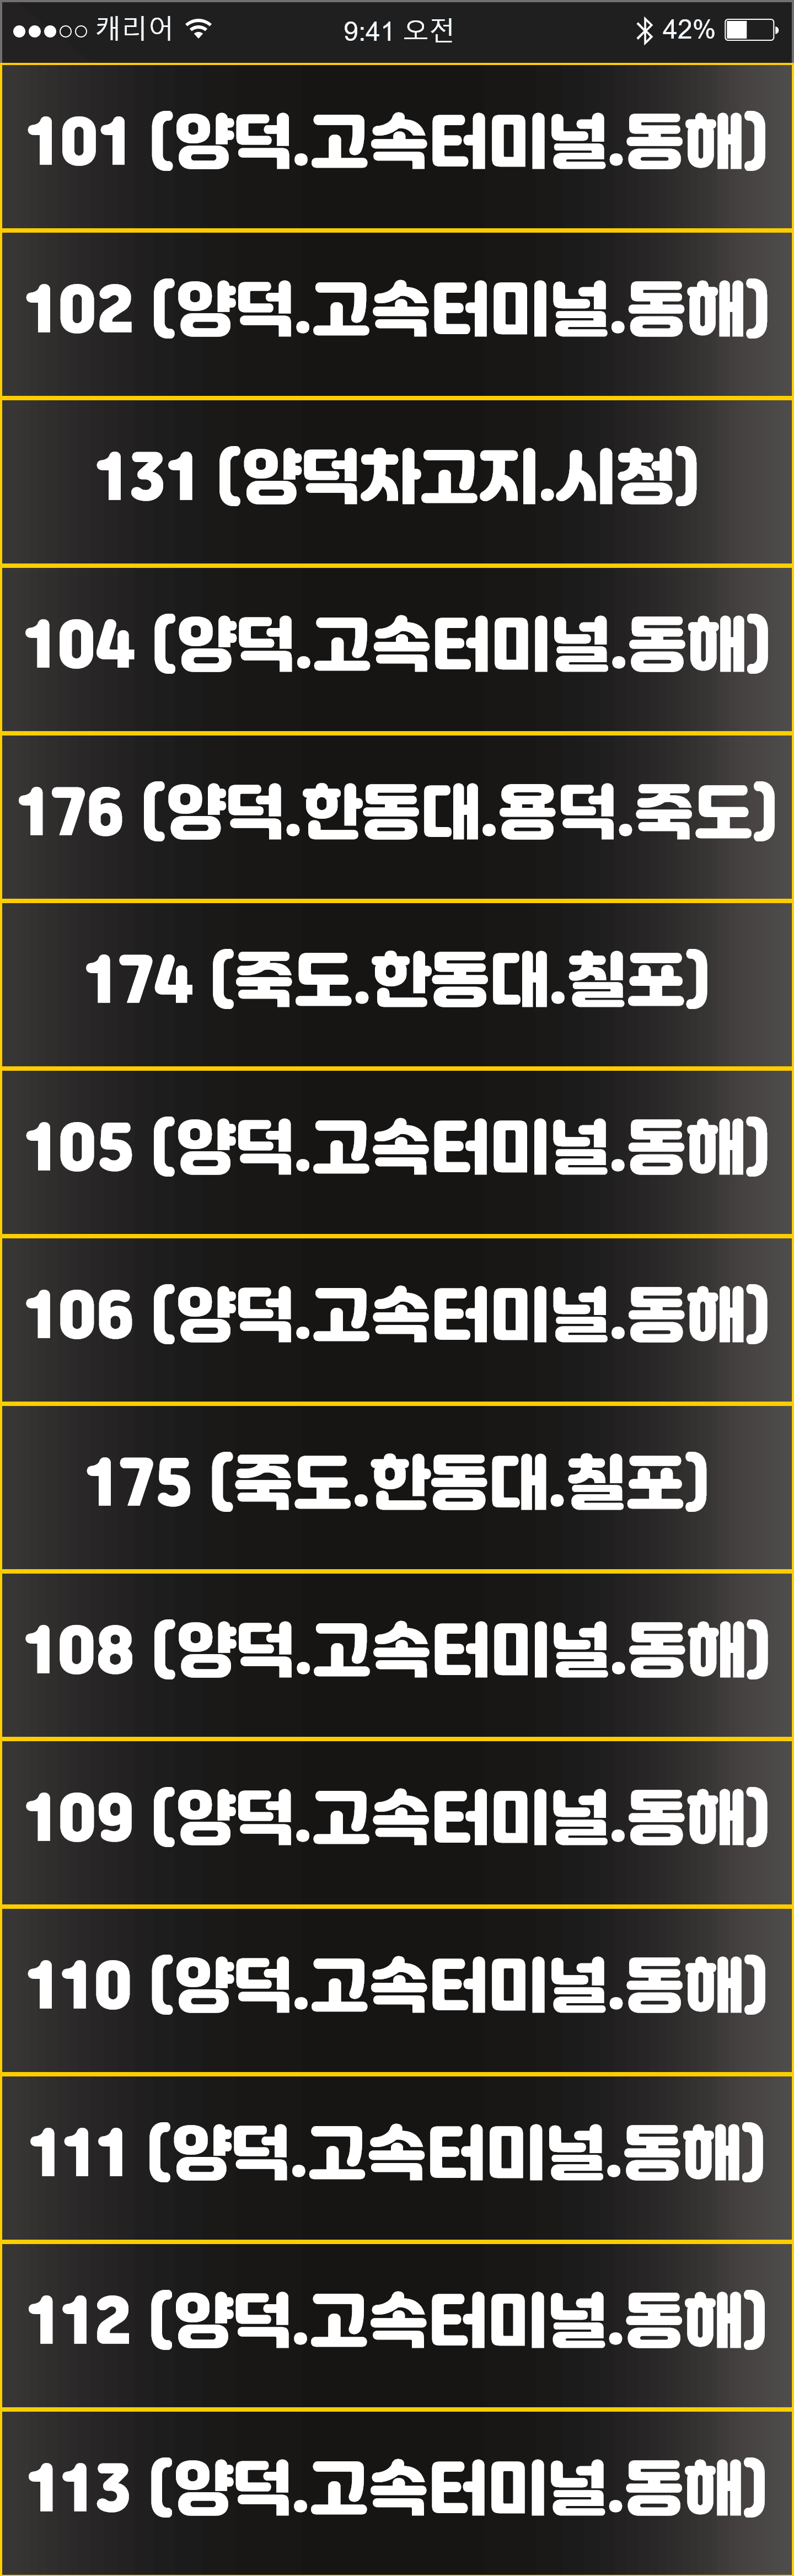 캐리어 9:41 오전 42%
101 (양덕.고속터미널.동해)
102 (양덕.고속터미널.동해)
131 (양덕차고지.시청)
104 (양덕.고속터미널.동해)
176 (양덕.한동대.용덕.죽도)
174 (죽도.한동대.칠포)
105 (양덕.고속터미널.동해)
106 (양덕.고속터미널.동해)
175 (죽도.한동대.칠포)
108 (양덕.고속터미널.동해)
109 (양덕.고속터미널.동해)
110 (양덕.고속터미널.동해)
111 (양덕.고속터미널.동해)
112 (양덕.고속터미널.동해)
113 (양덕.고속터미널.동해)